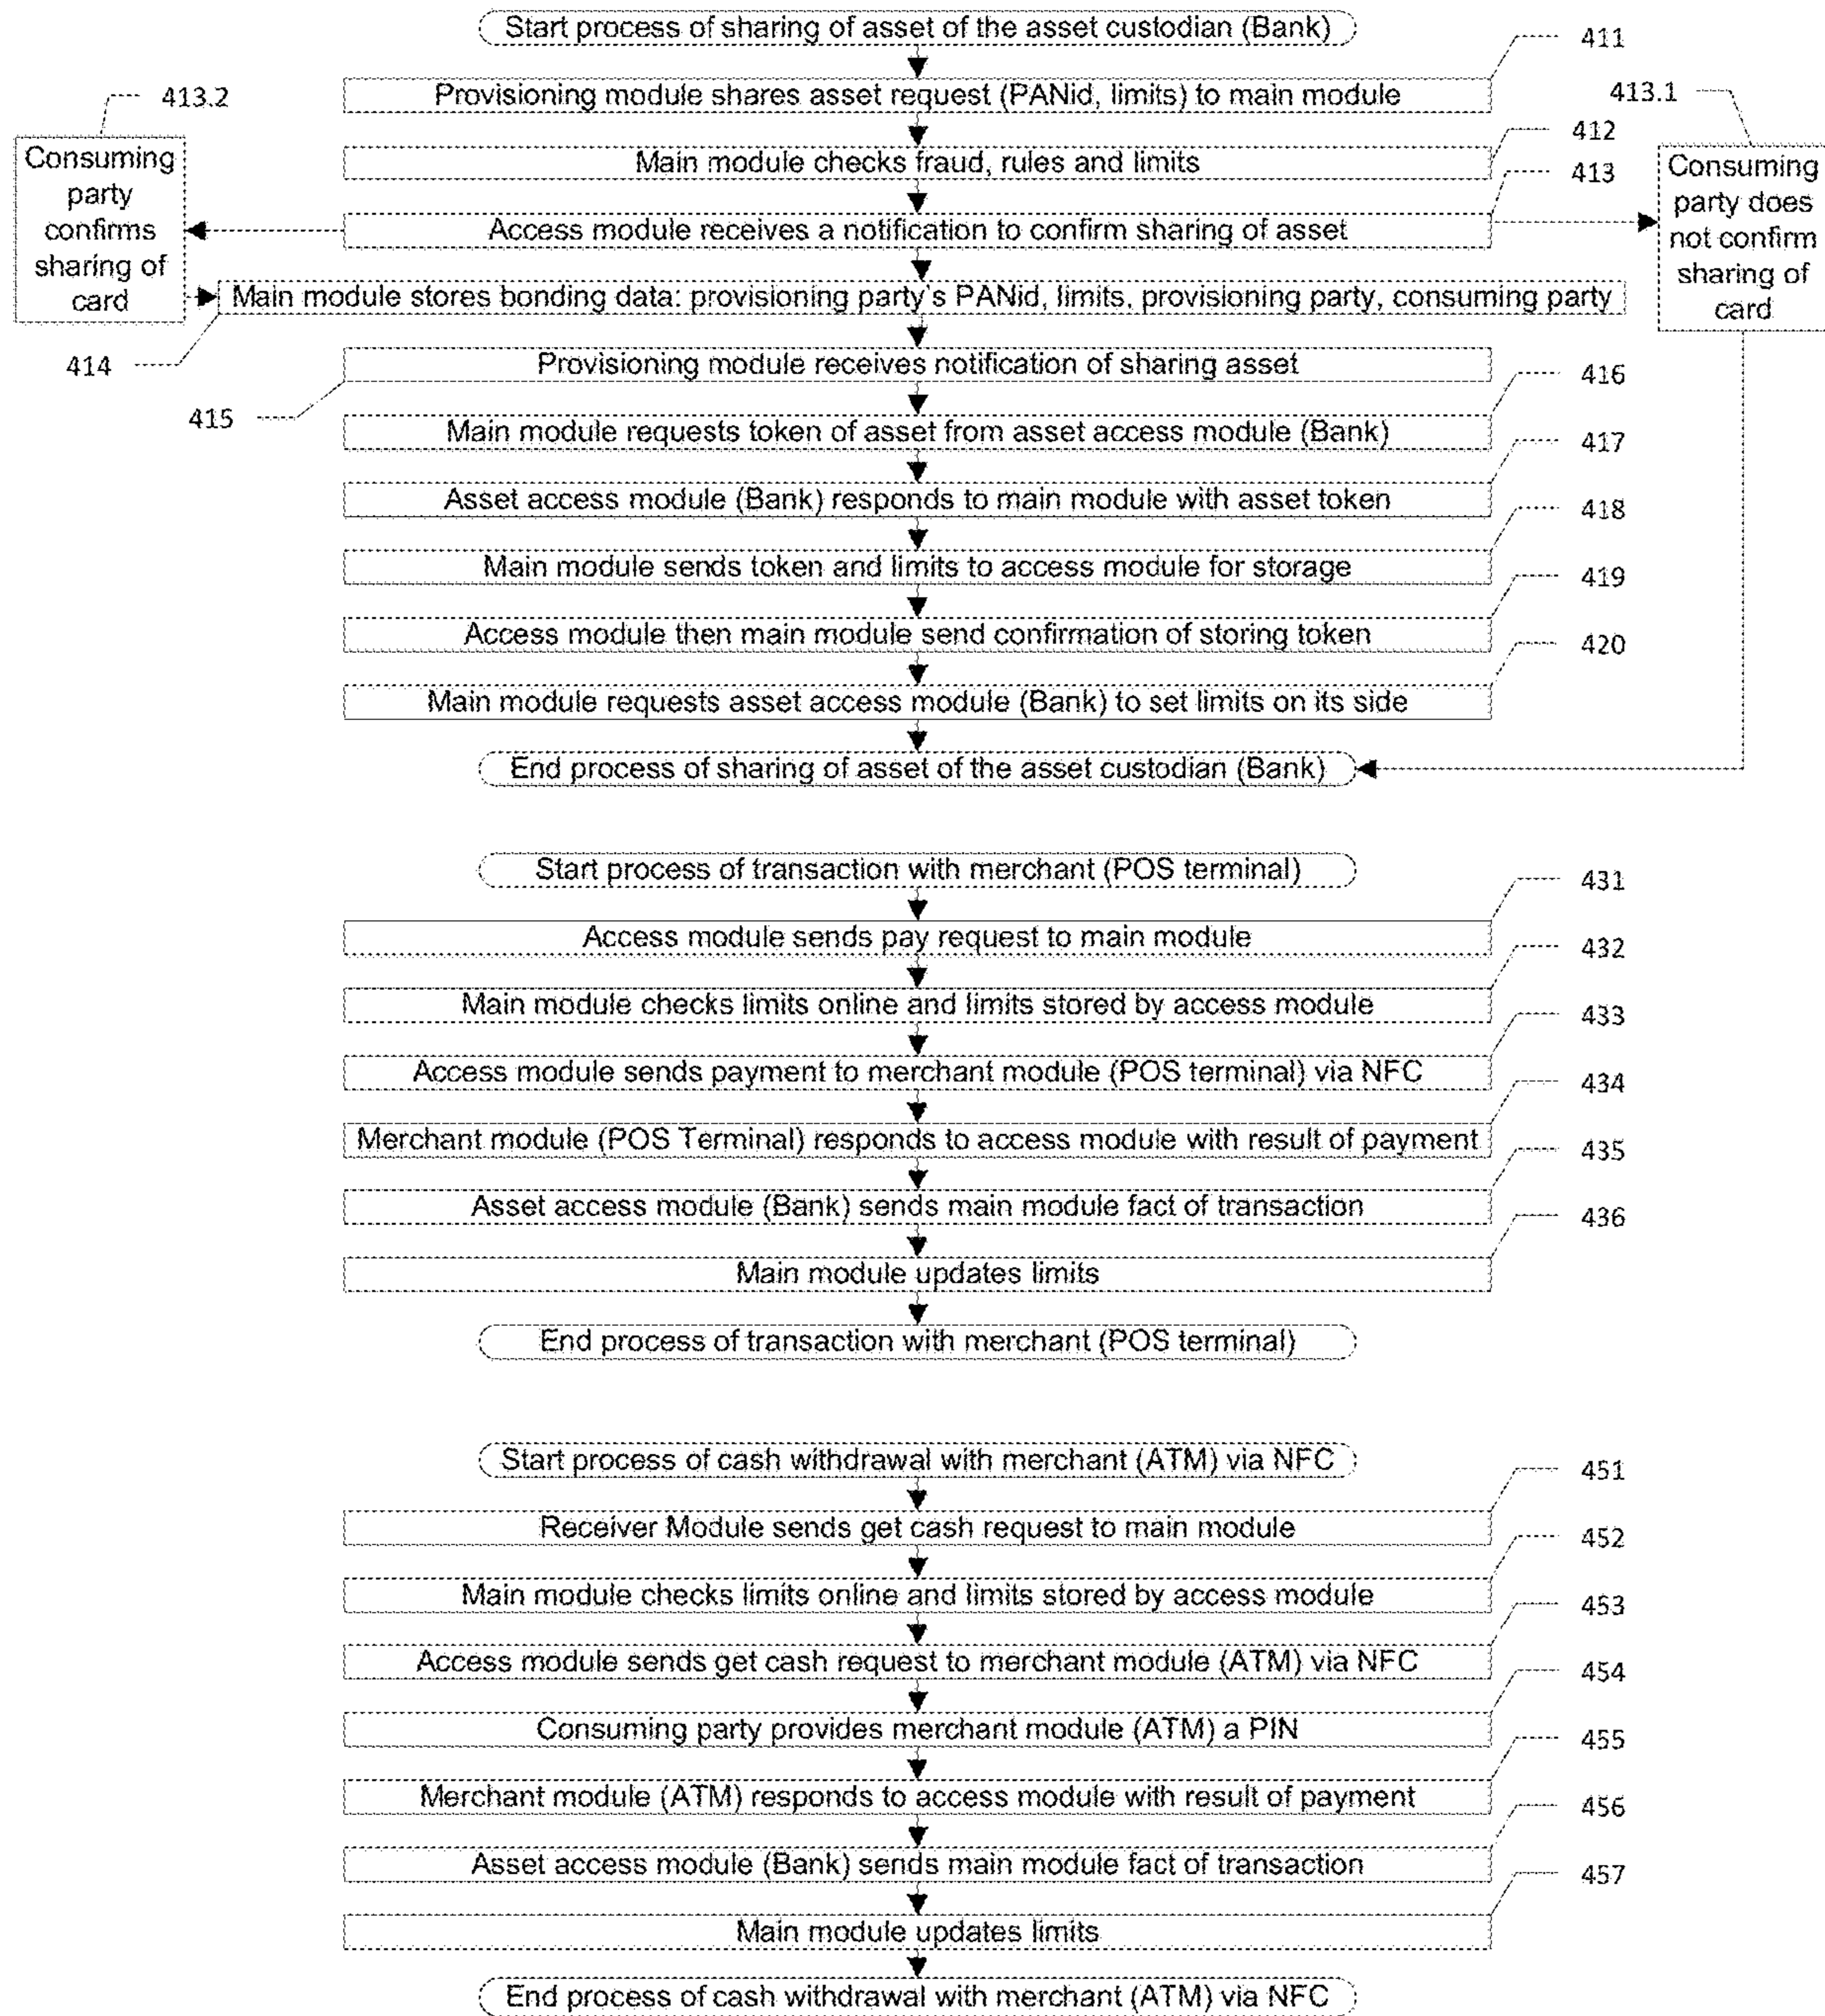 Start process of sharing of asset of the asset custodian (Bank)
411
Provisioning module shares asset request (PANid, limits) to main module
413.2
413.1
412
Main module checks fraud, rules and limits
413
Access module receives a notification to confirm sharing of asset
Consuming
party
confirms
sharing of
card
Consuming
party does
not confirm
sharing of
card
Main module stores bonding data: provisioning party's PANid, limits, provisioning party, consuming party
414
Provisioning module receives notification of sharing asset
415
416
Main module requests token of asset from asset access module (Bank)
417
Asset access module (Bank) responds to main module with asset token
418
Main module sends token and limits to access module for storage
419
Access module then main module send confirmation of storing token
420
Main module requests asset access module (Bank) to set limits on its side
End process of sharing of asset of the asset custodian (Bank)
Start process of transaction with merchant (POS terminal)
431
Access module sends pay request to main module
432
Main module checks limits online and limits stored by access module
433
Access module sends payment to merchant module (POS terminal) via NFC
434
Merchant module (POS Terminal) responds to access module with result of payment
435
Asset access module (Bank) sends main module fact of transaction
436
Main module updates limits
End process of transaction with merchant (POS terminal)
Start process of cash withdrawal with merchant (ATM) via NFC
451
Receiver Module sends get cash request to main module
452
Main module checks limits online and limits stored by access module
453
Access module sends get cash request to merchant module (ATM) via NFC
454
Consuming party provides merchant module (ATM) a PIN
455
Merchant module (ATM) responds to access module with result of payment
456
Asset access module (Bank) sends main module fact of transaction
457
Main module updates limits
End process of cash withdrawal with merchant (ATM) via NFC